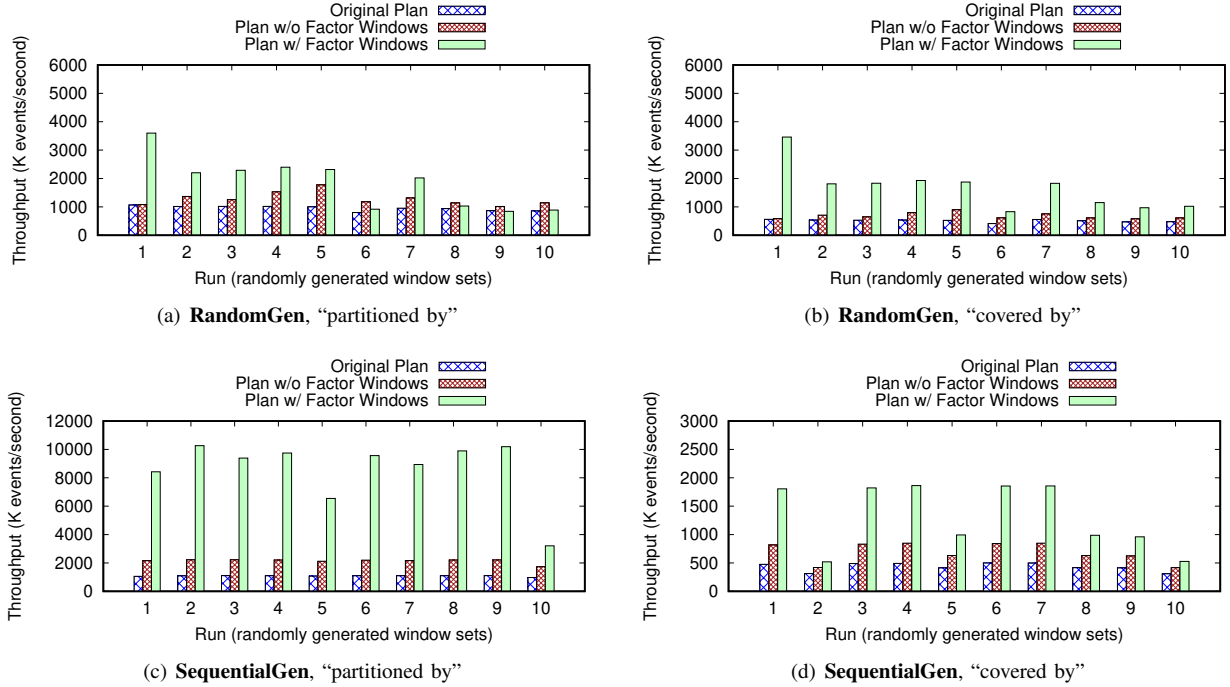 Original Plan
Plan w/o Factor Windows
Plan w/ Factor Windows
Throughput (K events/second)
6000
5000
4000
3000
2000
1000
0
1 2 3 4 5 6 7 8 9 10
Run (randomly generated window sets)
(a) RandomGen, “partitioned by”
Original Plan
Plan w/o Factor Windows
Plan w/ Factor Windows
Throughput (K events/second)
6000
5000
4000
3000
2000
1000
0
1 2 3 4 5 6 7 8 9 10
Run (randomly generated window sets)
(b) RandomGen, “covered by”
Original Plan
Plan w/o Factor Windows
Plan w/ Factor Windows
Throughput (K events/second)
12000
10000
8000
6000
4000
2000
0
1 2 3 4 5 6 7 8 9 10
Run (randomly generated window sets)
(c) SequentialGen, “partitioned by”
Original Plan
Plan w/o Factor Windows
Plan w/ Factor Windows
Throughput (K events/second)
3000
2500
2000
1500
1000
500
0
1 2 3 4 5 6 7 8 9 10
Run (randomly generated window sets)
(d) SequentialGen, “covered by”